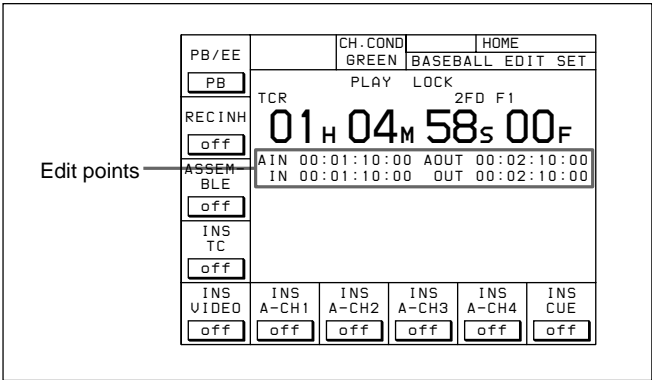 PB/EE
PB
CH.COND
GREEN
HOME
BASEBALL EDIT SET
PLAY LOCK
TCR 2FD F1
01H 04M 58S 00F
RECINH
off
Edit points
AIN 00:01:10:00 AOUT 00:02:10:00
IN 00:01:10:00 OUT 00:02:10:00
ASSEM-
BLE
off
INS
TC
off
INS INS INS INS INS INS
VIDEO A-CH1 A-CH2 A-CH3 A-CH4 CUE
off off off off off off